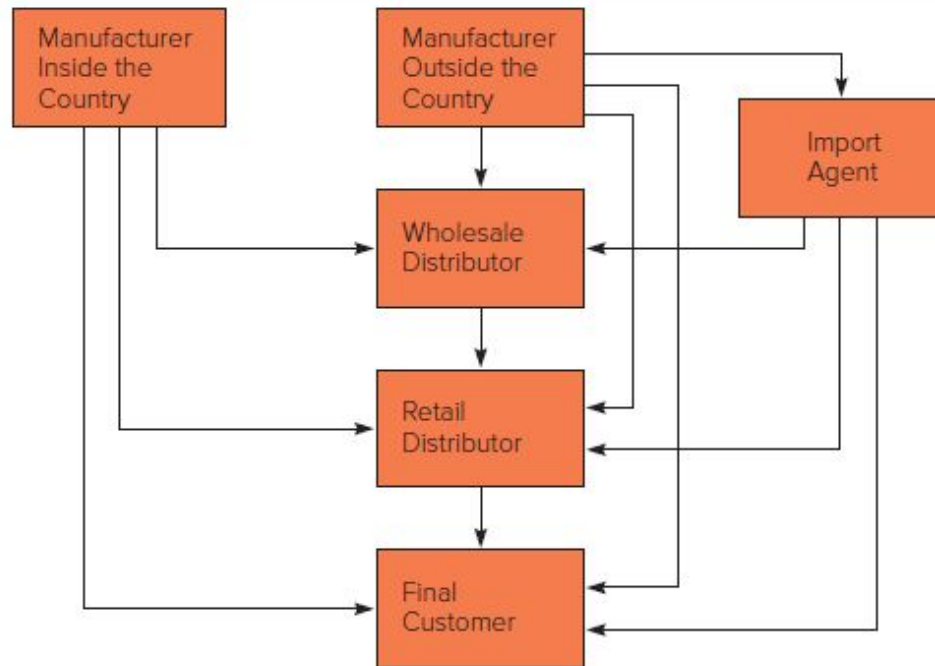 Manufacturer
Inside the
Country
Manufacturer
Outside the
Country
Import
Agent
Wholesale
Distributor
Retail
Distributor
Final
Customer